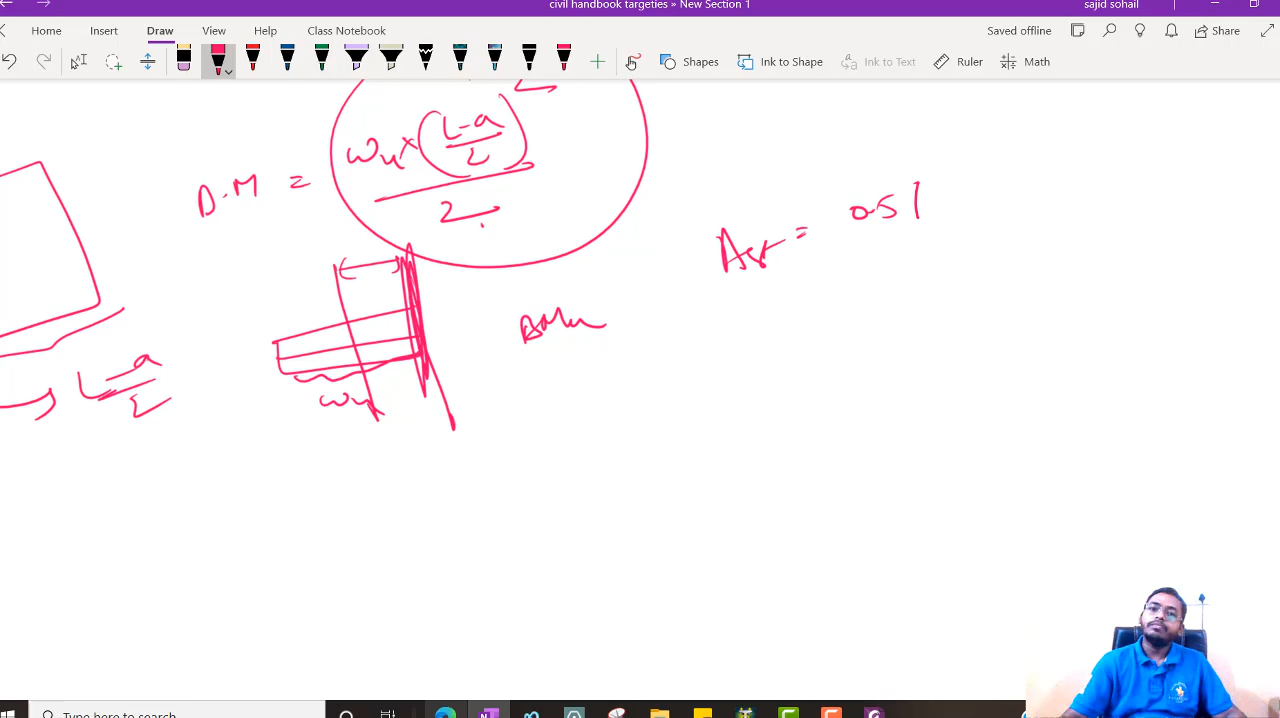 civil handbook targeties » New Section 1
sajid sohail
Home Insert Draw View Help Class Notebook
Saved offline
Share
Shapes
Ink to Shape
Ink to Text
Ruler
Math
B.M = wu × (L-a/2)²
2
Ast = 0.5 f
L-a
2
wu
BMu
Type here to search